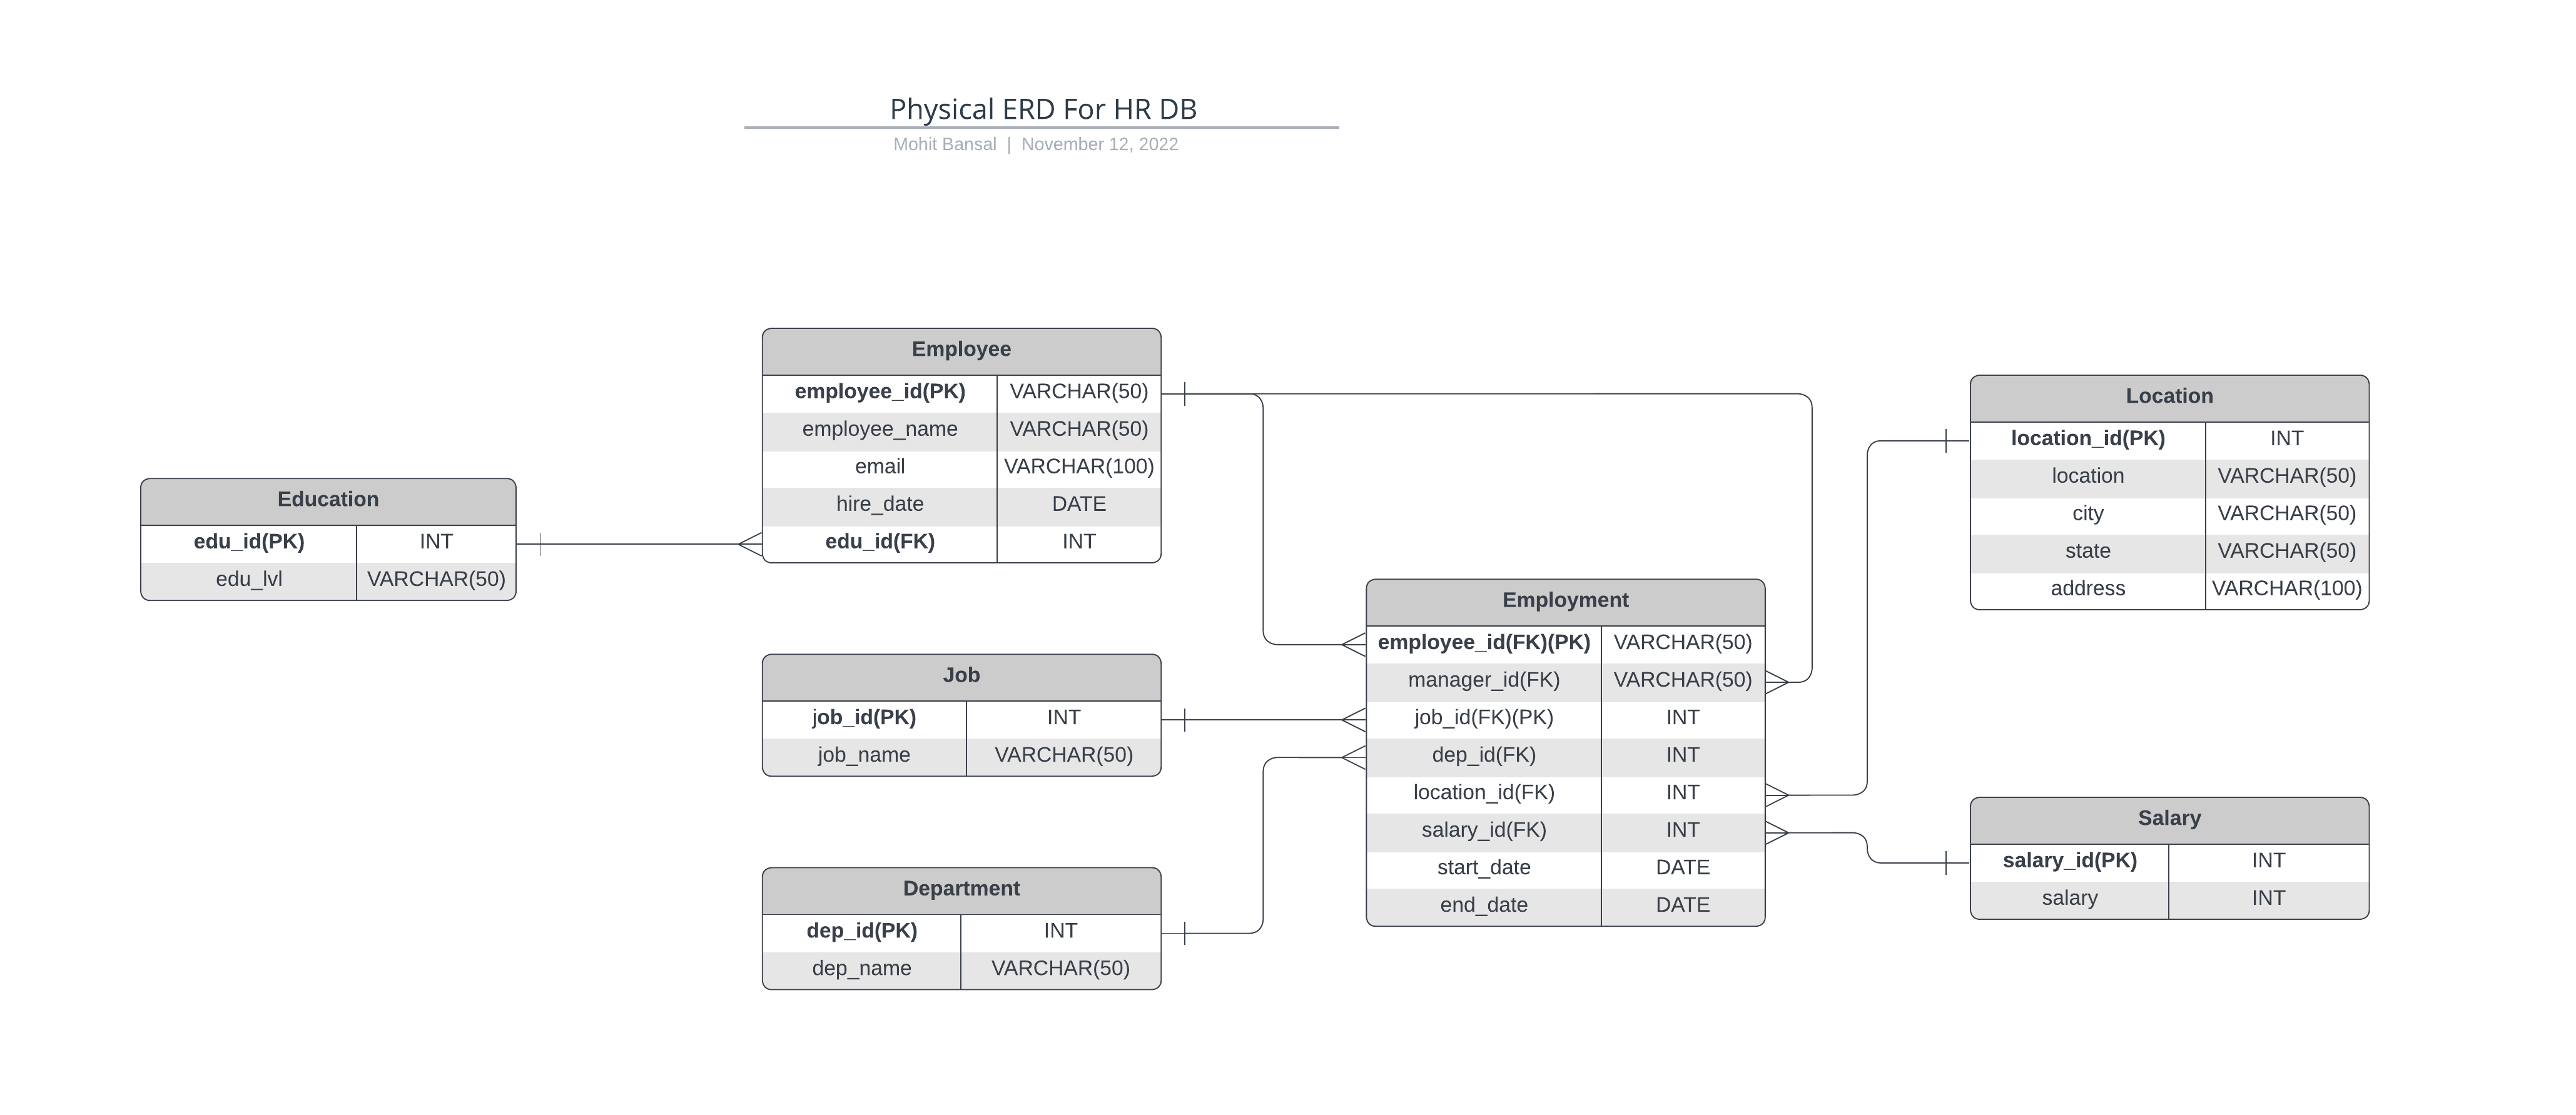 Physical ERD For HR DB
Mohit Bansal | November 12, 2022
Education
edu_id(PK) INT
edu_lvl VARCHAR(50)
Employee
employee_id(PK) VARCHAR(50)
employee_name VARCHAR(50)
email VARCHAR(100)
hire_date DATE
edu_id(FK) INT
Job
job_id(PK) INT
job_name VARCHAR(50)
Department
dep_id(PK) INT
dep_name VARCHAR(50)
Employment
employee_id(FK)(PK) VARCHAR(50)
manager_id(FK) VARCHAR(50)
job_id(FK)(PK) INT
dep_id(FK) INT
location_id(FK) INT
salary_id(FK) INT
start_date DATE
end_date DATE
Location
location_id(PK) INT
location VARCHAR(50)
city VARCHAR(50)
state VARCHAR(50)
address VARCHAR(100)
Salary
salary_id(PK) INT
salary INT